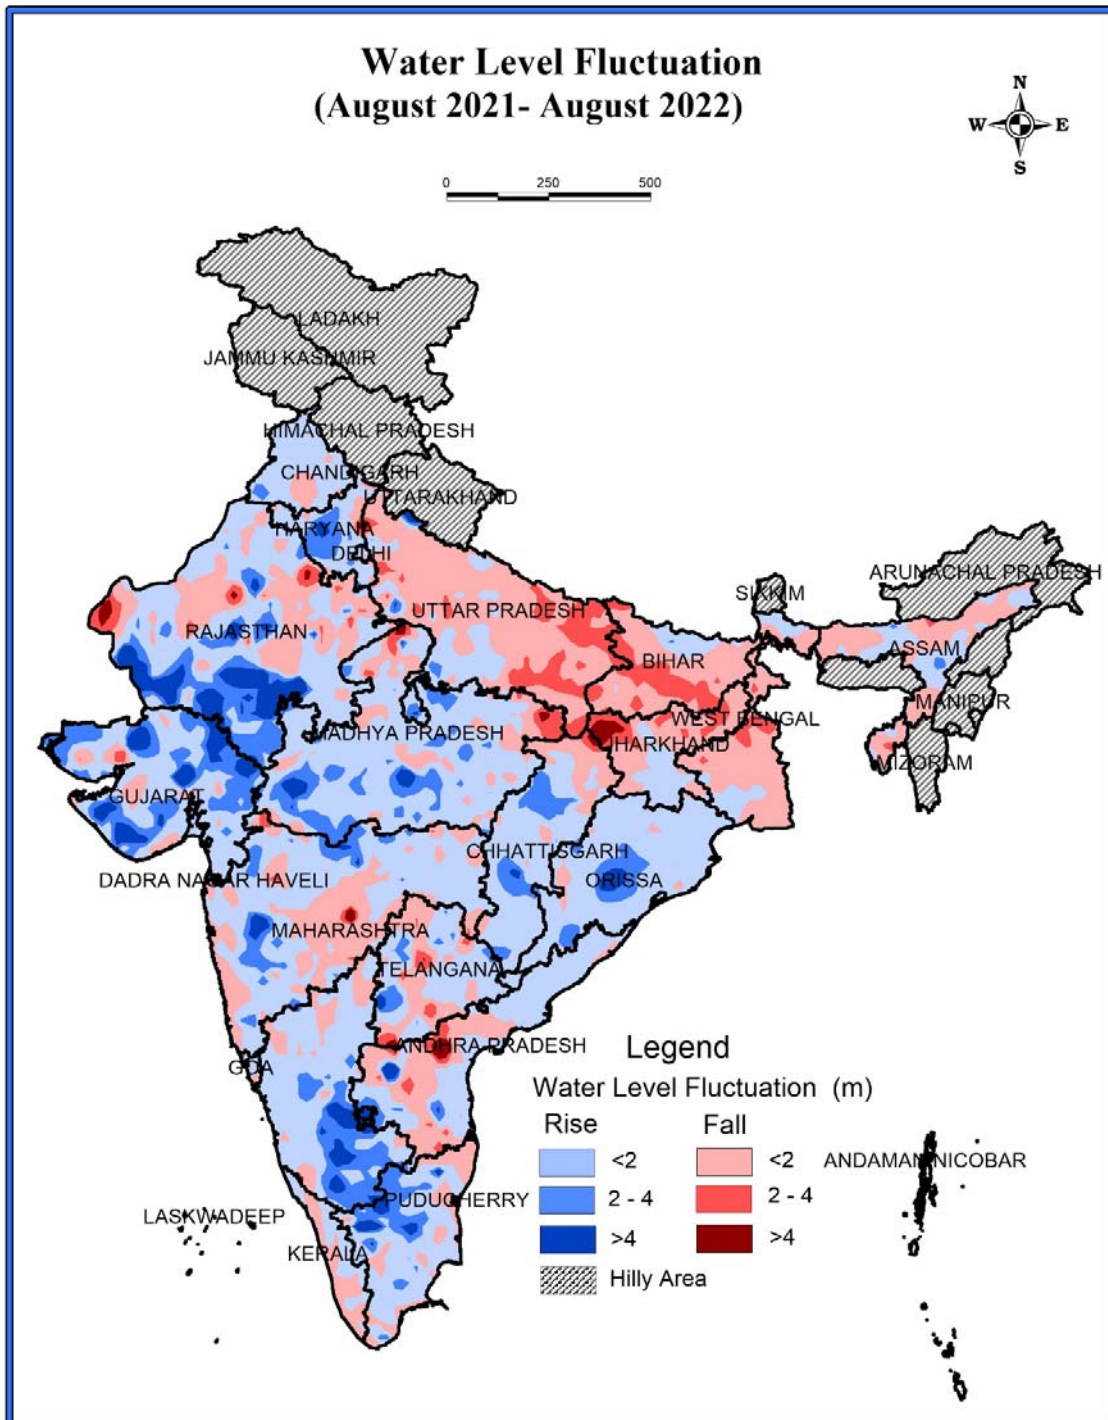 Water Level Fluctuation
(August 2021- August 2022)
N
W E
S
0 250 500
LADAKH
JAMMU KASHMIR
HIMACHAL PRADESH
CHANDIGARH
UTTARAKHAND
HARYANA
DELHI
ARUNACHAL PRADESH
SIKKIM
UTTAR PRADESH
RAJASTHAN
ASSAM
BIHAR
MANIPUR
WEST BENGAL
MADHYA PRADESH
JHARKHAND
MIZORAM
GUJARAT
CHHATTISGARH
DADRA NAGAR HAVELI
ORISSA
MAHARASHTRA
TELANGANA
ANDHRA PRADESH
GOA
Legend
Water Level Fluctuation (m)
Rise Fall
<2 <2
ANDAMAN NICOBAR
2 - 4 2 - 4
PUDUCHERRY
LASKWADEEP
>4 >4
KERALA
Hilly Area